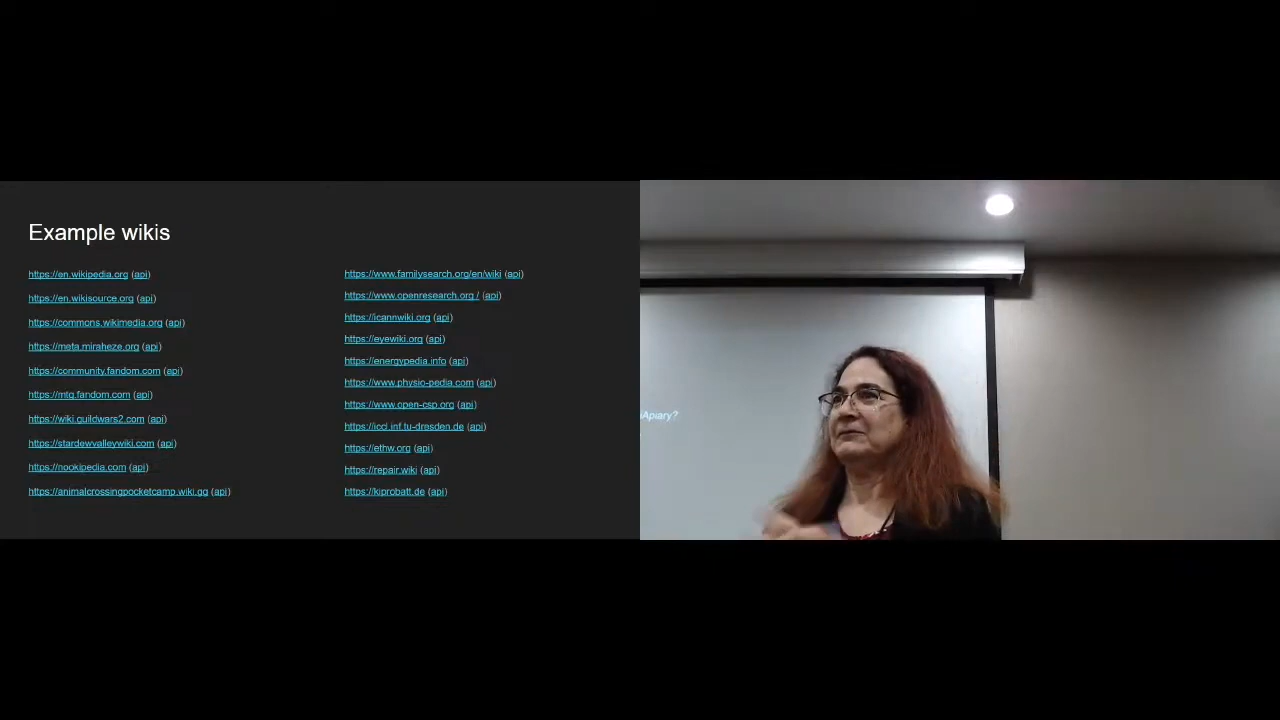 Example wikis
https://en.wikipedia.org (api)
https://en.wikisource.org (api)
https://commons.wikimedia.org (api)
https://meta.miraheze.org (api)
https://community.fandom.com (api)
https://mtg.fandom.com (api)
https://wiki.guildwars2.com (api)
https://stardewvalleywiki.com (api)
https://nookipedia.com (api)
https://animalcrossingpocketcamp.wiki.gg (api)
https://www.familysearch.org/en/wiki (api)
https://www.openresearch.org / (api)
https://icannwiki.org (api)
https://eyewiki.org (api)
https://energypedia.info (api)
https://www.physio-pedia.com (api)
https://www.open-csp.org (api)
https://iccl.inf.tu-dresden.de (api)
https://ethw.org (api)
https://repair.wiki (api)
https://kiprobatt.de (api)